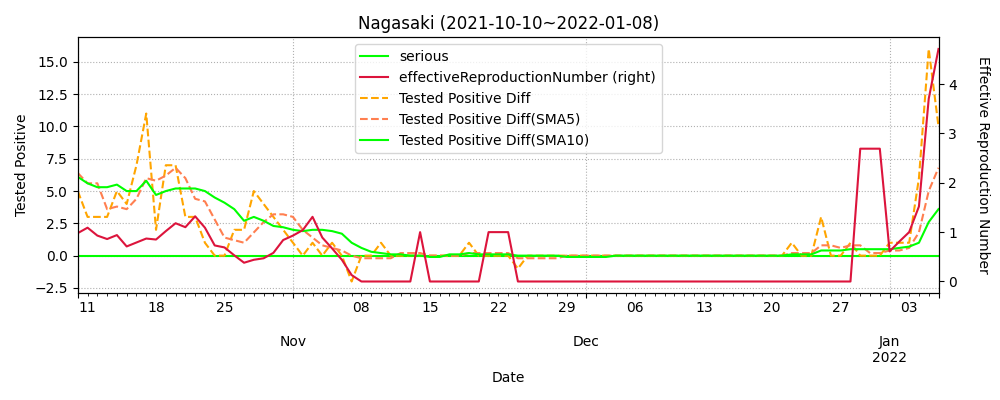 Nagasaki (2021-10-10~2022-01-08)
serious
effectiveReproductionNumber (right)
Tested Positive Diff
Tested Positive Diff(SMA5)
Tested Positive Diff(SMA10)
Tested Positive
15.0
12.5
10.0
7.5
5.0
2.5
0.0
−2.5
Effective Reproduction Number
4
3
2
1
0
11 18 25 08 15 22 29 06 13 20 27 03
Nov Dec Jan
2022
Date